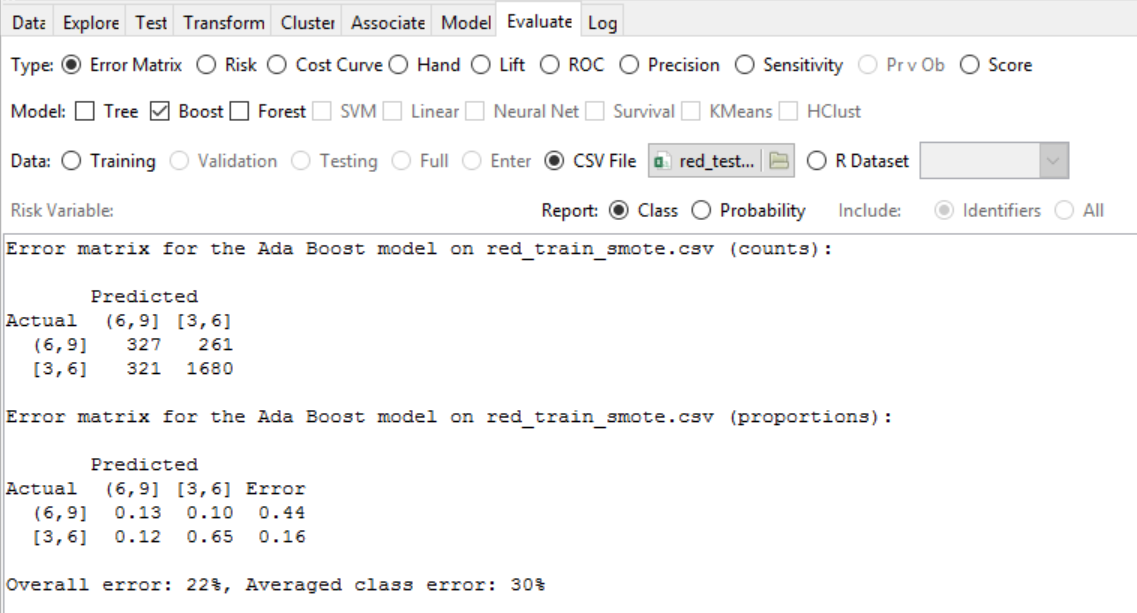 Data Explore Test Transform Cluster Associate Model Evaluate Log
Type: Error Matrix Risk Cost Curve Hand Lift ROC Precision Sensitivity Pr v Ob Score
Model: Tree Boost Forest SVM Linear Neural Net Survival KMeans HClust
Data: Training Validation Testing Full Enter CSV File red_test... R Dataset
Risk Variable: Report: Class Probability Include: Identifiers All
Error matrix for the Ada Boost model on red_train_smote.csv (counts):
Predicted
Actual (6,9] [3,6]
(6,9] 327 261
[3,6] 321 1680
Error matrix for the Ada Boost model on red_train_smote.csv (proportions):
Predicted
Actual (6,9] [3,6] Error
(6,9] 0.13 0.10 0.44
[3,6] 0.12 0.65 0.16
Overall error: 22%, Averaged class error: 30%